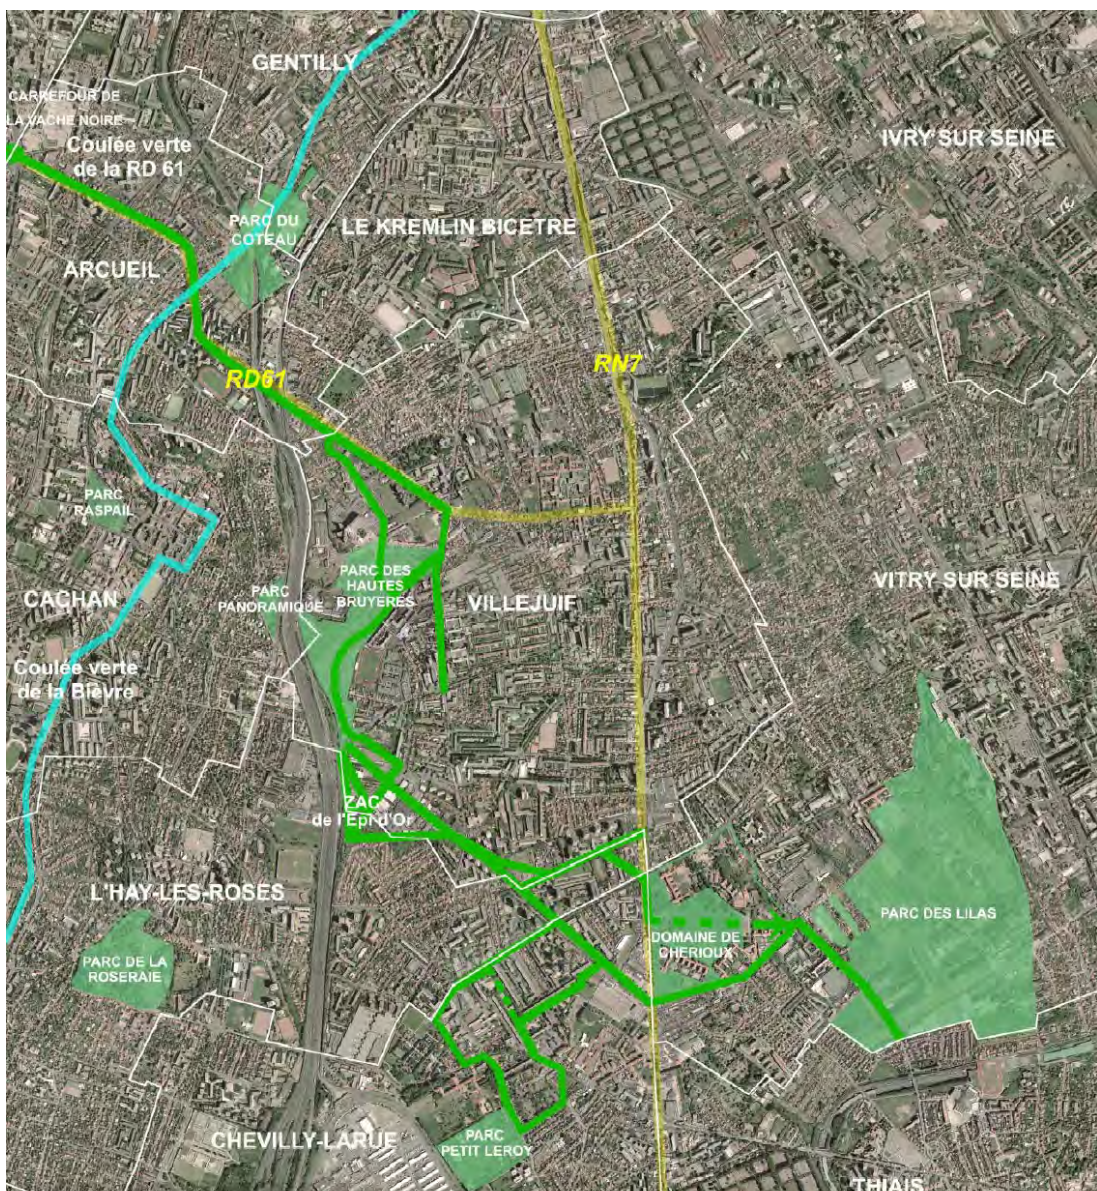 GENTILLY
CARREFOUR DE
LA VACHE NOIRE
Coulée verte
de la RD 61
IVRY SUR SEINE
PARC DU
COTEAU
LE KREMLIN BICETRE
ARCUEIL
RD61
RN7
PARC
RASPAIL
PARC DES
HAUTES
BRUYERES
PARC
PANORAMIQUE
VILLEJUIF
VITRY SUR SEINE
CACHAN
Coulée verte
de la Bièvre
ZAC
de l'Epi d'Or
L'HAY-LES-ROSES
PARC DES LILAS
DOMAINE DE
CHERIOUX
PARC DE LA
ROSERAIE
CHEVILLY-LARUE
PARC
PETIT LEROY
THIAIS